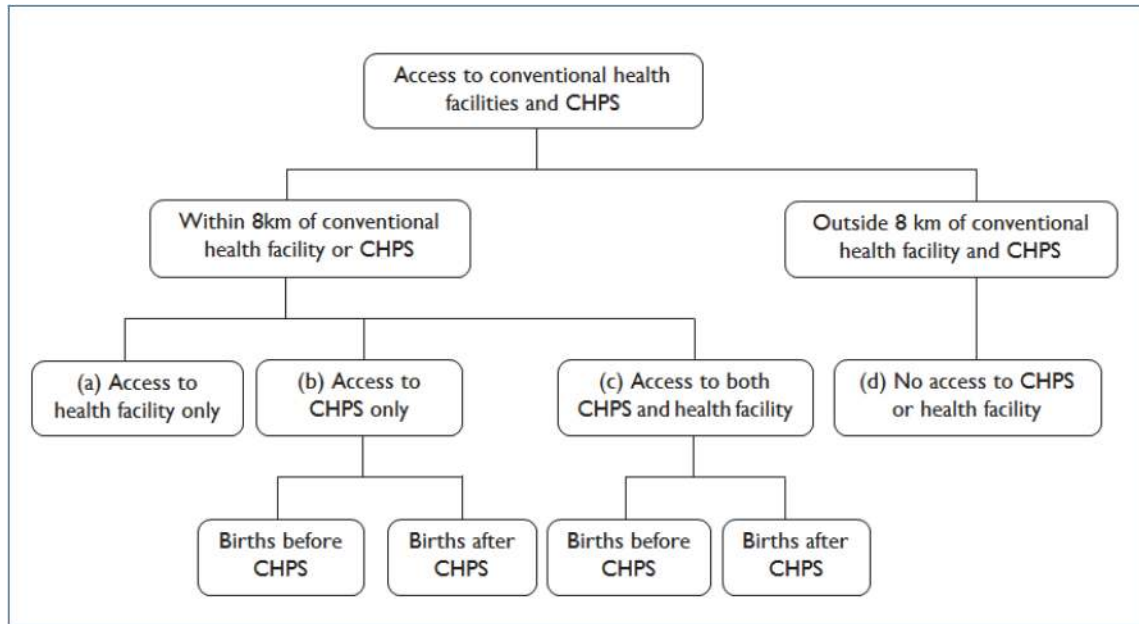 Access to conventional health
facilities and CHPS
Within 8km of conventional
health facility or CHPS
Outside 8 km of conventional
health facility and CHPS
(a) Access to
health facility only
(b) Access to
CHPS only
(c) Access to both
CHPS and health facility
(d) No access to CHPS
or health facility
Births before
CHPS
Births after
CHPS
Births before
CHPS
Births after
CHPS